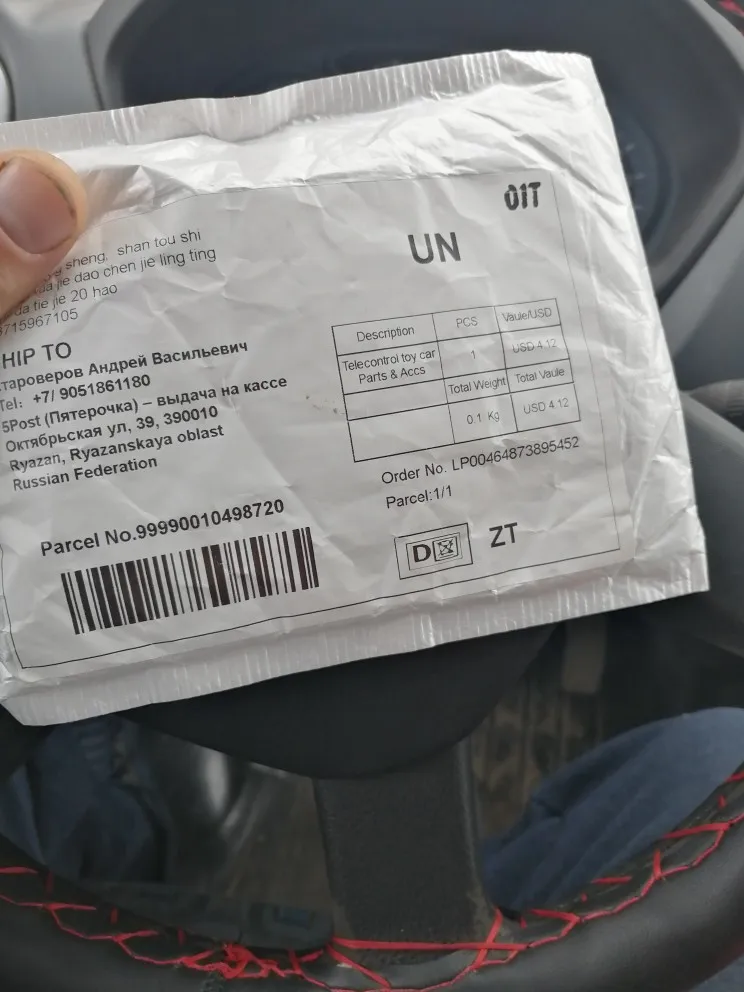 01T
UN
sheng, shan tou shi
jie dao chen jie ling ting
tie jie 20 hao
715967105
HIP TO
тароверов Андрей Васильевич
Tel: +7/ 9051861180
5Post (Пятерочка) – выдача на кассе
Октябрьская ул, 39, 390010
Ryazan, Ryazanskaya oblast
Russian Federation
Description PCS Vaule/USD
Telecontrol toy car
Parts & Accs 1 USD 4.12
Total Weight Total Vaule
0.1 Kg USD 4.12
Order No. LP00464873895452
Parcel:1/1
Parcel No.99990010498720
D ZT